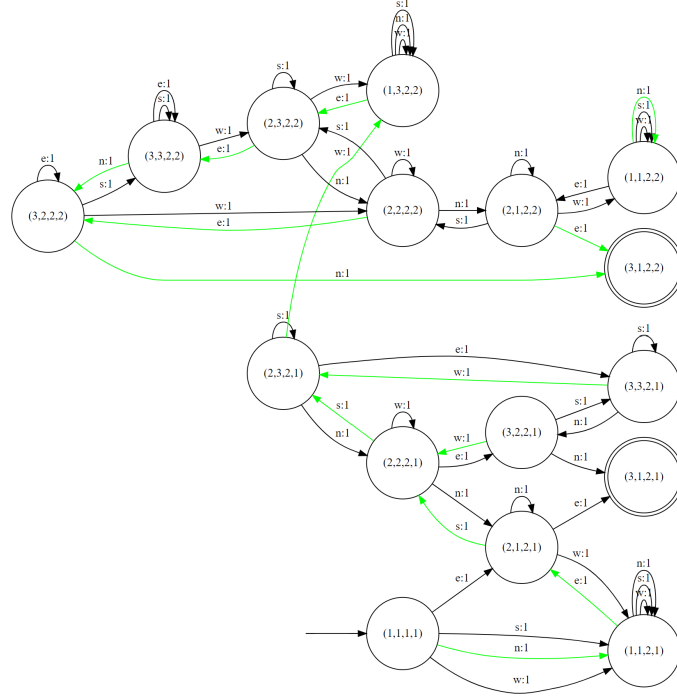 s:1
n:1
w:1
(1,3,2,2)
s:1
w:1
e:1
(2,3,2,2)
e:1
s:1
w:1
e:1
(3,3,2,2)
n:1
s:1
s:1
w:1
n:1
n:1
s:1
w:1
(1,1,2,2)
e:1
w:1
e:1
(3,2,2,2)
w:1
e:1
w:1
(2,2,2,2)
n:1
s:1
n:1
(2,1,2,2)
e:1
(3,1,2,2)
n:1
s:1
(2,3,2,1)
e:1
w:1
s:1
(3,3,2,1)
n:1
s:1
w:1
(2,2,2,1)
w:1
e:1
(3,2,2,1)
s:1
n:1
n:1
(3,1,2,1)
n:1
s:1
n:1
(2,1,2,1)
e:1
w:1
e:1
n:1
s:1
w:1
(1,1,2,1)
(1,1,1,1)
e:1
s:1
n:1
w:1